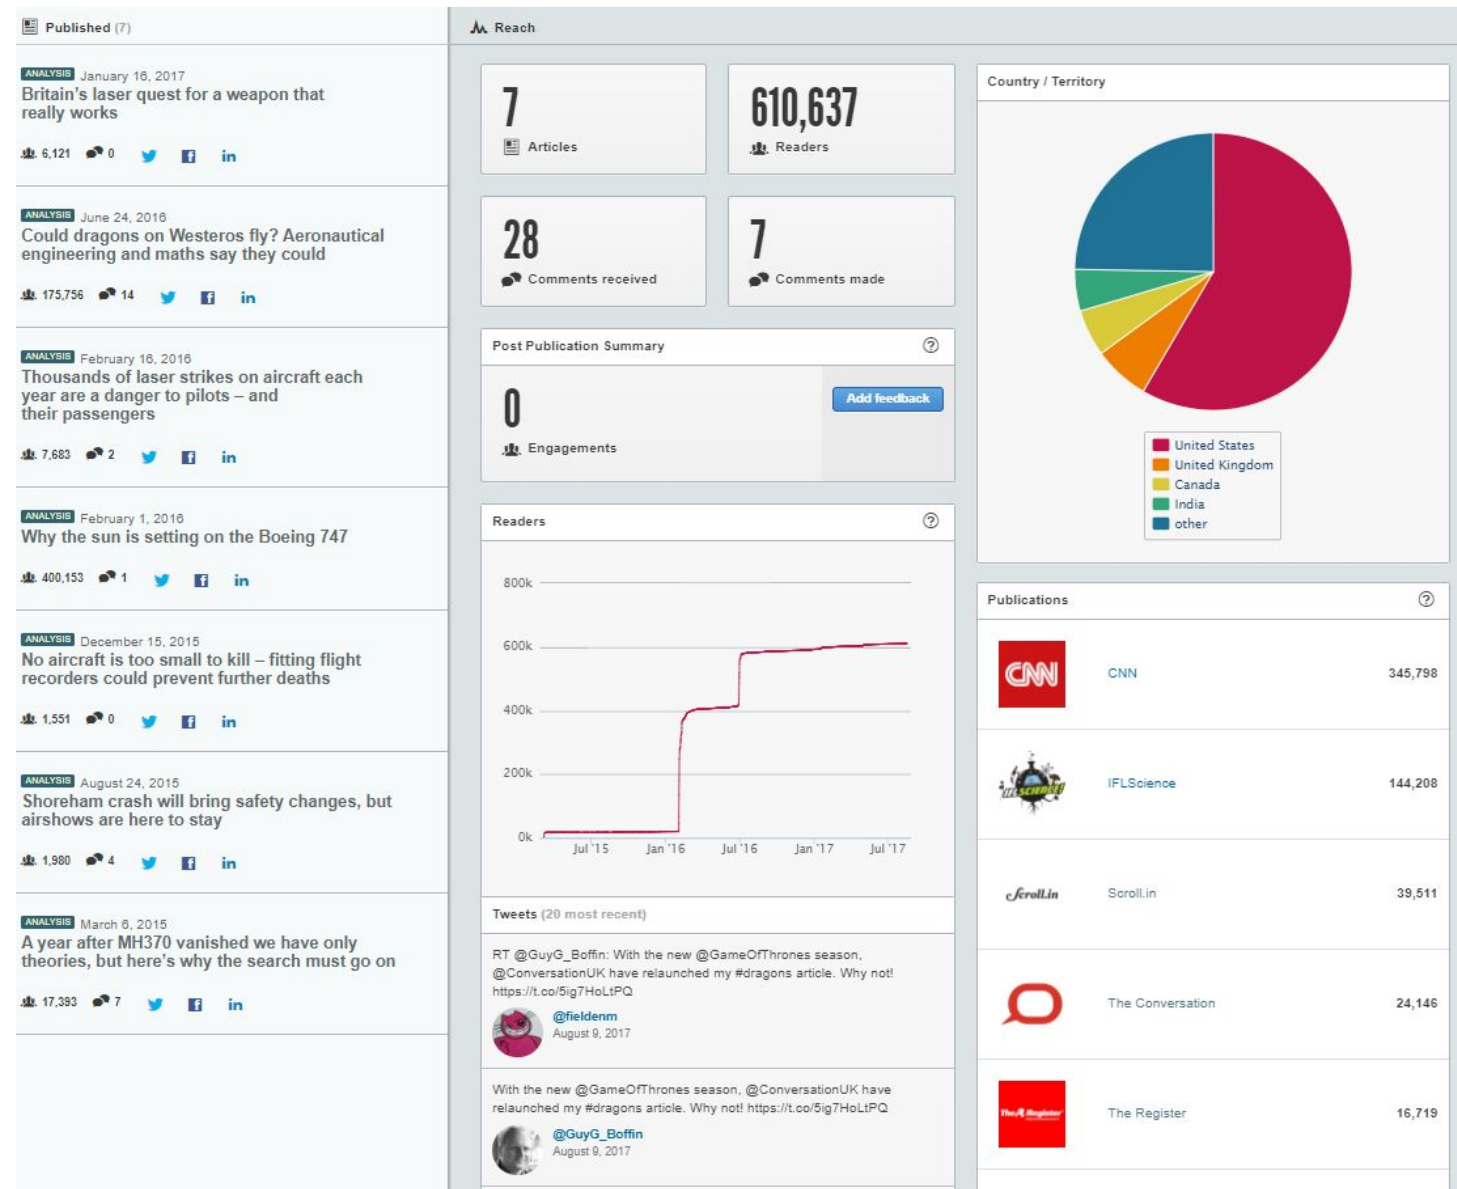 Published (7)
ANALYSIS January 16, 2017
Britain's laser quest for a weapon that
really works
6,121 0
ANALYSIS June 24, 2016
Could dragons on Westeros fly? Aeronautical
engineering and maths say they could
175,756 14
ANALYSIS February 16, 2016
Thousands of laser strikes on aircraft each
year are a danger to pilots – and
their passengers
7,683 2
ANALYSIS February 1, 2016
Why the sun is setting on the Boeing 747
400,153 1
ANALYSIS December 15, 2015
No aircraft is too small to kill – fitting flight
recorders could prevent further deaths
1,551 0
ANALYSIS August 24, 2015
Shoreham crash will bring safety changes, but
airshows are here to stay
1,980 4
ANALYSIS March 6, 2015
A year after MH370 vanished we have only
theories, but here's why the search must go on
17,393 7
Reach
7
Articles
610,637
Readers
28
Comments received
7
Comments made
Post Publication Summary
0
Engagements
Add feedback
Readers
800k
600k
400k
200k
0k
Jul '15 Jan '16 Jul '16 Jan '17 Jul '17
Tweets (20 most recent)
RT @GuyG_Boffin: With the new @GameOfThrones season,
@ConversationUK have relaunched my #dragons article. Why not!
https://t.co/5ig7HoLtPQ
@fieldenm
August 9, 2017
With the new @GameOfThrones season, @ConversationUK have
relaunched my #dragons article. Why not! https://t.co/5ig7HoLtPQ
@GuyG_Boffin
August 9, 2017
Country / Territory
United States
United Kingdom
Canada
India
other
Publications
CNN CNN 345,798
IFLSCIENCE! IFLScience 144,208
Scroll.in Scroll.in 39,511
The Conversation 24,146
The A Register The Register 16,719